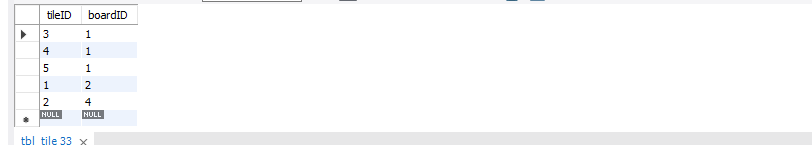 tileID boardID
3 1
4 1
5 1
1 2
2 4
NULL NULL
tbl_tile 33